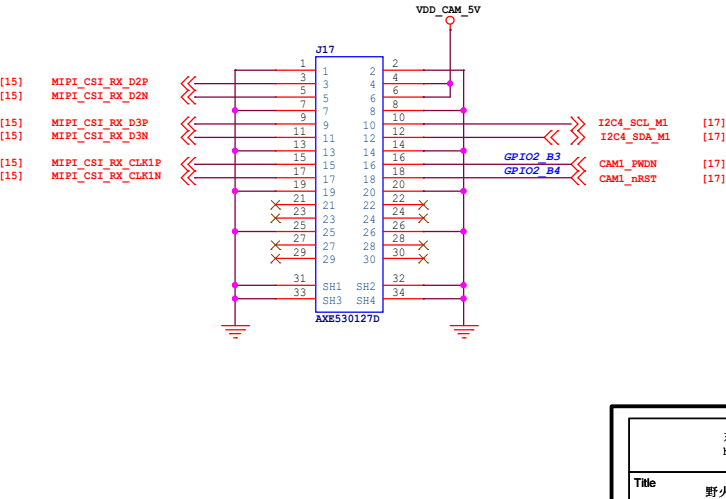 VDD_CAM_5V
J17
1 1 2 2
[15] MIPI_CSI_RX_D2P 3 3 4 4
[15] MIPI_CSI_RX_D2N 5 5 6 6
7 7 8 8
[15] MIPI_CSI_RX_D3P 9 9 10 10 I2C4_SCL_M1 [17]
[15] MIPI_CSI_RX_D3N 11 11 12 12 I2C4_SDA_M1 [17]
13 13 14 14
[15] MIPI_CSI_RX_CLK1P 15 15 16 16 GPIO2_B3 CAM1_PWDN [17]
[15] MIPI_CSI_RX_CLK1N 17 17 18 18 GPIO2_B4 CAM1_nRST [17]
19 19 20 20
21 21 22 22
23 23 24 24
25 25 26 26
27 27 28 28
29 29 30 30
31 SH1 SH2 32
33 SH3 SH4 34
AXE530127D
Title
野